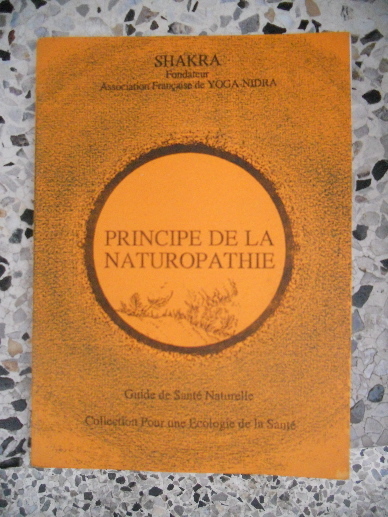 SHAKRA
Fondateur
Association Française de YOGA-NIDRA
PRINCIPE DE LA
NATUROPATHIE
Guide de Santé Naturelle
Collection Pour une Ecologie de la Santé